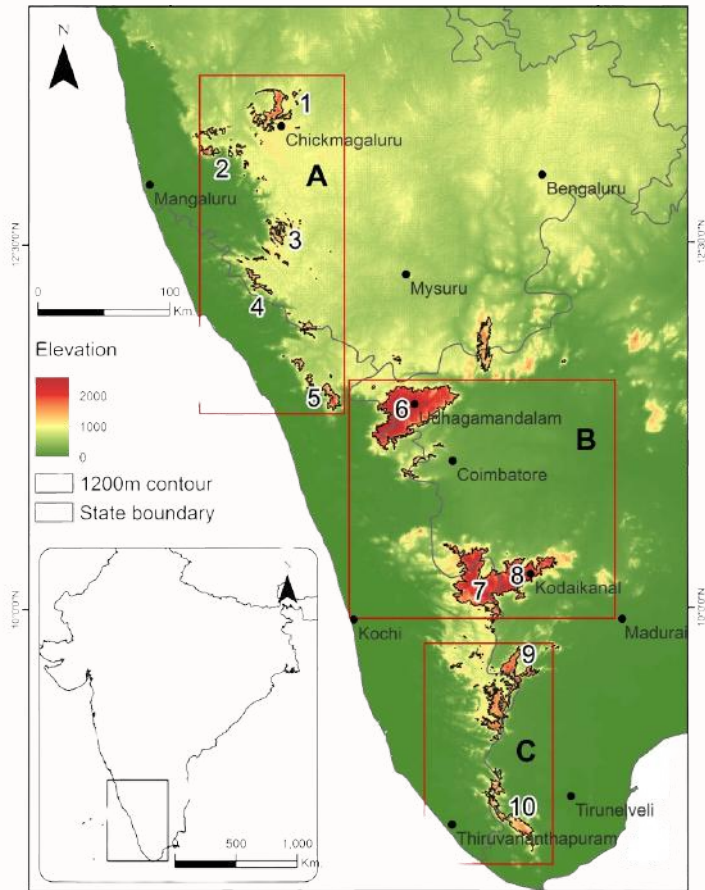 N
1
Chickmagaluru
A
2
Mangaluru
Bengaluru
12°30'0"N
12°30'0"N
3
Mysuru
4
0 100
Km.
Elevation
2000
1000
0
5
6
Udhagamandalam
B
Coimbatore
1200m contour
State boundary
7
8
Kodaikanal
10°0'0"N
10°0'0"N
Kochi
Madurai
9
C
10
Tirunelveli
Thiruvananthapuram
0 500 1,000
Km.